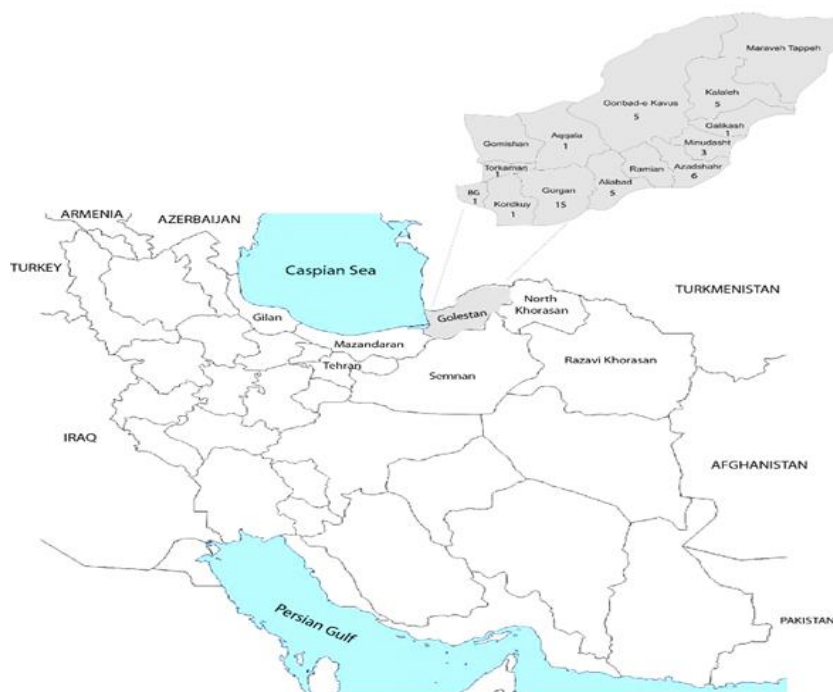 Maraveh Tappeh
Kalaleh
5
Gonbad-e Kavus
5
Galikash
1
Aqqala
1
Gomishan
Minudasht
3
Torkaman
1
Ramian
Azadshahr
6
Aliabad
5
Gorgan
15
BG
1
Kordkuy
1
ARMENIA
AZERBAIJAN
TURKEY
Caspian Sea
TURKMENISTAN
North
Khorasan
Golestan
Gilan
Mazandaran
Tehran
Semnan
Razavi Khorasan
IRAQ
AFGHANISTAN
Persian Gulf
PAKISTAN